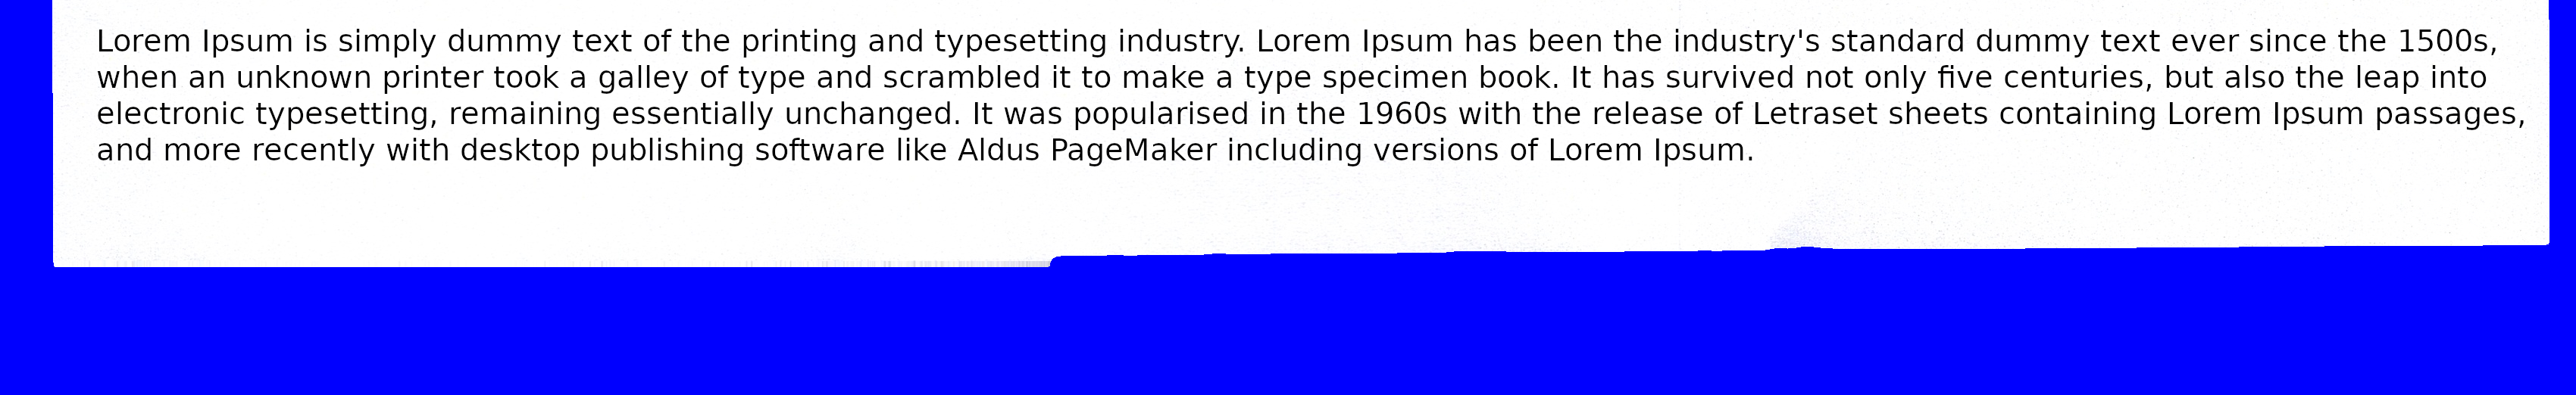 Lorem Ipsum is simply dummy text of the printing and typesetting industry. Lorem Ipsum has been the industry's standard dummy text ever since the 1500s,
when an unknown printer took a galley of type and scrambled it to make a type specimen book. It has survived not only five centuries, but also the leap into
electronic typesetting, remaining essentially unchanged. It was popularised in the 1960s with the release of Letraset sheets containing Lorem Ipsum passages,
and more recently with desktop publishing software like Aldus PageMaker including versions of Lorem Ipsum.